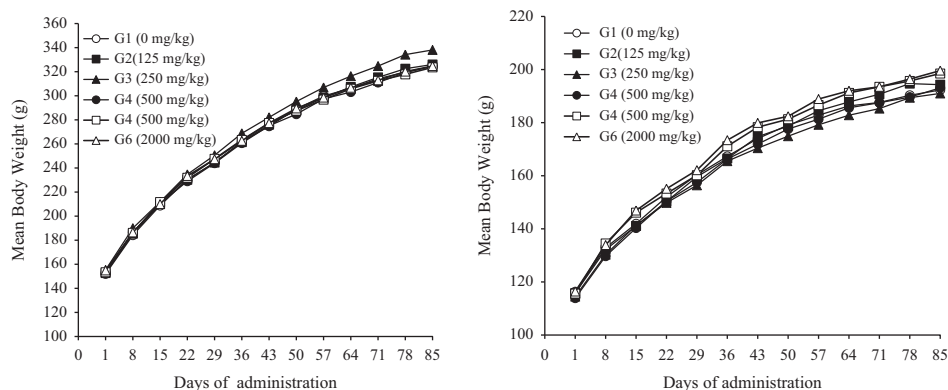 360
340
320
300
280
260
240
220
200
180
160
140
120
100
Mean Body Weight (g)
G1 (0 mg/kg)
G2(125 mg/kg)
G3 (250 mg/kg)
G4 (500 mg/kg)
G4 (500 mg/kg)
G6 (2000 mg/kg)
0 1 8 15 22 29 36 43 50 57 64 71 78 85
Days of administration
220
200
180
160
140
120
100
Mean Body Weight (g)
G1 (0 mg/kg)
G2(125 mg/kg)
G3 (250 mg/kg)
G4 (500 mg/kg)
G4 (500 mg/kg)
G6 (2000 mg/kg)
0 1 8 15 22 29 36 43 50 57 64 71 78 85
Days of administration